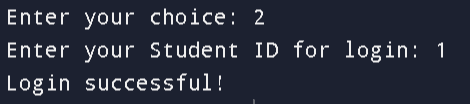 Enter your choice: 2
Enter your Student ID for login: 1
Login successful!